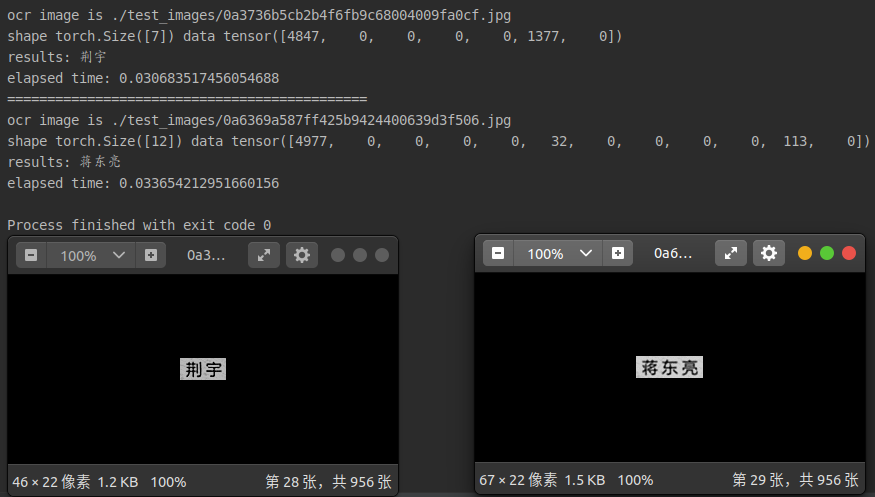 ocr image is ./test_images/0a3736b5cb2b4f6fb9c68004009fa0cf.jpg
shape torch.Size([7]) data tensor([4847,    0,    0,    0,    0, 1377,    0])
results: 荆宇
elapsed time: 0.030683517456054688
=============================================
ocr image is ./test_images/0a6369a587ff425b9424400639d3f506.jpg
shape torch.Size([12]) data tensor([4977,    0,    0,    0,    0,   32,    0,    0,    0,    0,  113,    0])
results: 蒋东亮
elapsed time: 0.033654212951660156
Process finished with exit code 0
100% 0a3...
荆宇
46 × 22 像素 1.2 KB 100% 第 28 张，共 956 张
100% 0a6...
蒋东亮
67 × 22 像素 1.5 KB 100% 第 29 张，共 956 张